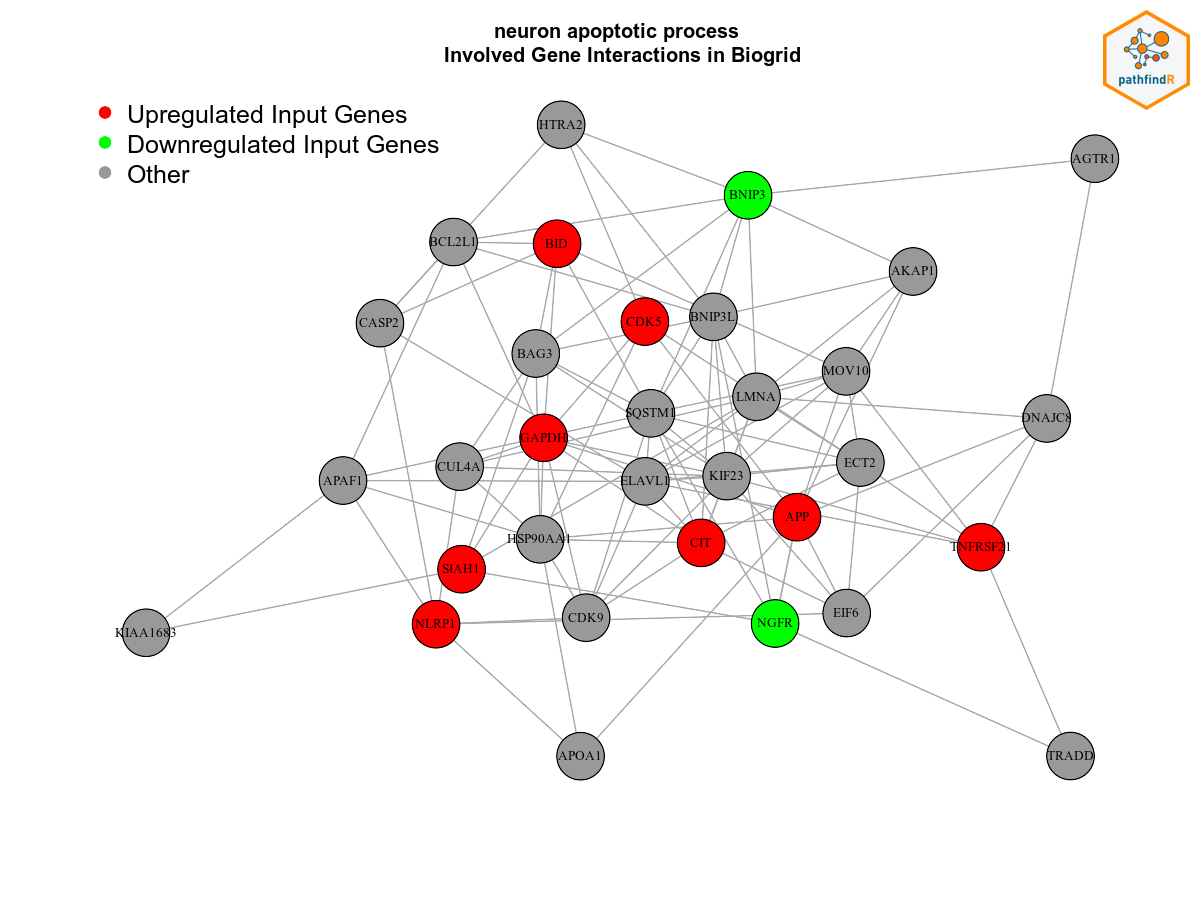 neuron apoptotic process
Involved Gene Interactions in Biogrid
pathfindR
Upregulated Input Genes
Downregulated Input Genes
Other
HTRA2
AGTR1
BNIP3
BCL2L1
BID
AKAP1
CASP2
CDK5
BNIP3L
BAG3
MOV10
LMNA
SQSTM1
DNAJC8
GAPDH
CUL4A
ECT2
APAF1
ELAVL1
KIF23
APP
HSP90AA1
CIT
TNFRSF21
SIAH1
KIAA1683
NLRP1
CDK9
NGFR
EIF6
APOA1
TRADD